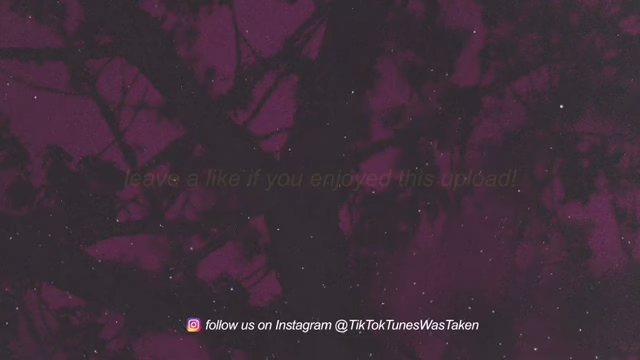 leave a like if you enjoyed this upload!
follow us on Instagram @TikTokTunesWasTaken